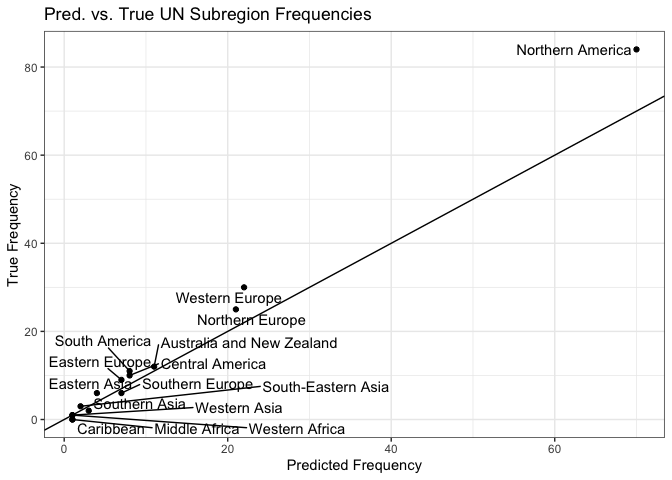 Pred. vs. True UN Subregion Frequencies
Northern America
80
60
True Frequency
40
Western Europe
Northern Europe
20
South America
Australia and New Zealand
Eastern Europe
Central America
Eastern Asia
Southern Europe
South-Eastern Asia
Southern Asia
Western Asia
0
Caribbean
Middle Africa
Western Africa
0
20
40
60
Predicted Frequency